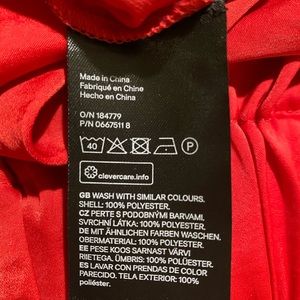 Made in China
Fabriqué en Chine
Hecho en China
O/N 184779
P/N 0667511 8
40
P
clevercare.info
GB WASH WITH SIMILAR COLOURS.
SHELL: 100% POLYESTER.
CZ PERTE S PODOBNÝMI BARVAMI.
SVRCHNÍ LÁTKA: 100% POLYESTER.
DE MIT ÄHNLICHEN FARBEN WASCHEN.
OBERMATERIAL: 100% POLYESTER.
EE PESE KOOS SARNAST VÄRVI
RIIETEGA. ÜMBRIS: 100% POLÜESTER.
ES LAVAR CON PRENDAS DE COLOR
PARECIDO. TELA EXTERIOR: 100%
poliéster.